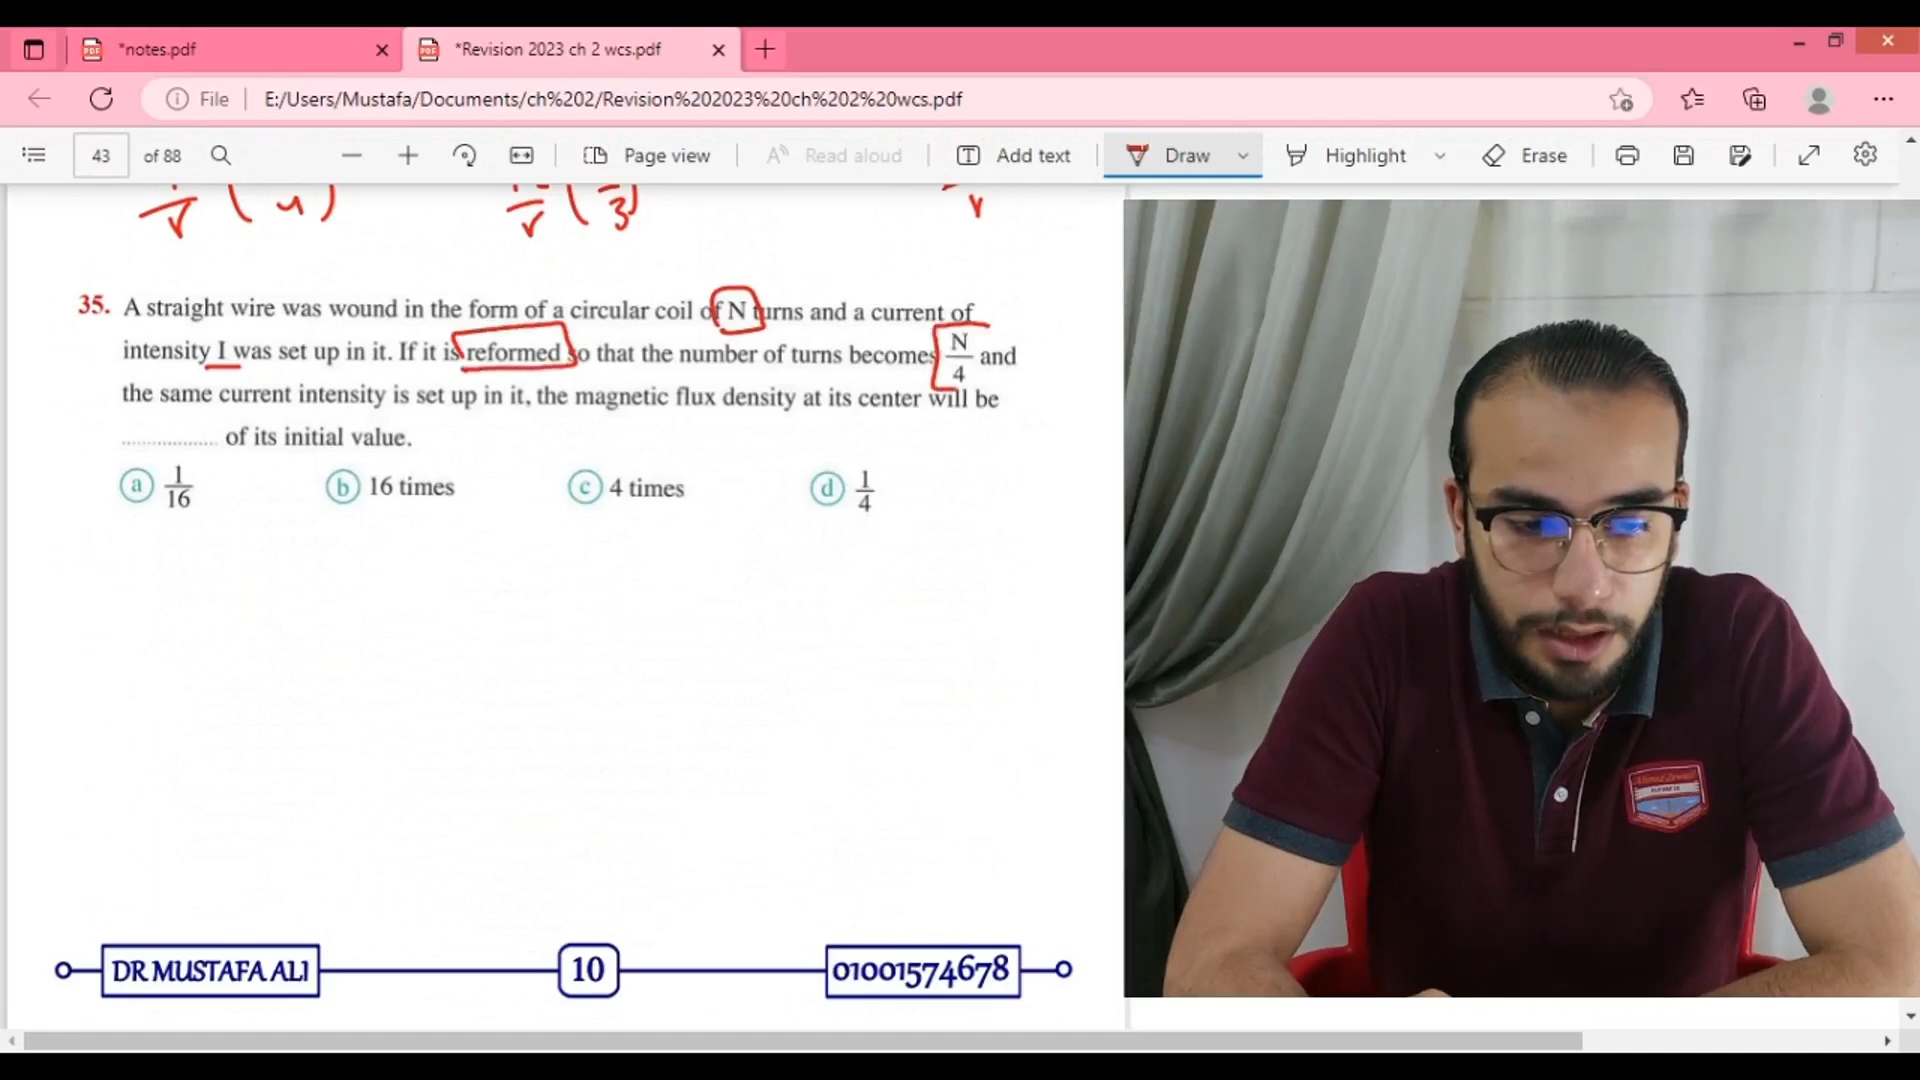 *notes.pdf
*Revision 2023 ch 2 wcs.pdf
File
E:/Users/Mustafa/Documents/ch%202/Revision%202023%20ch%202%20wcs.pdf
43 of 88
Page view
Read aloud
Add text
Draw
Highlight
Erase
35. A straight wire was wound in the form of a circular coil of N turns and a current of
intensity I was set up in it. If it is reformed so that the number of turns becomes N/4 and
the same current intensity is set up in it, the magnetic flux density at its center will be
.................. of its initial value.
a 1/16 b 16 times c 4 times d 1/4
DR MUSTAFA ALI
10
01001574678